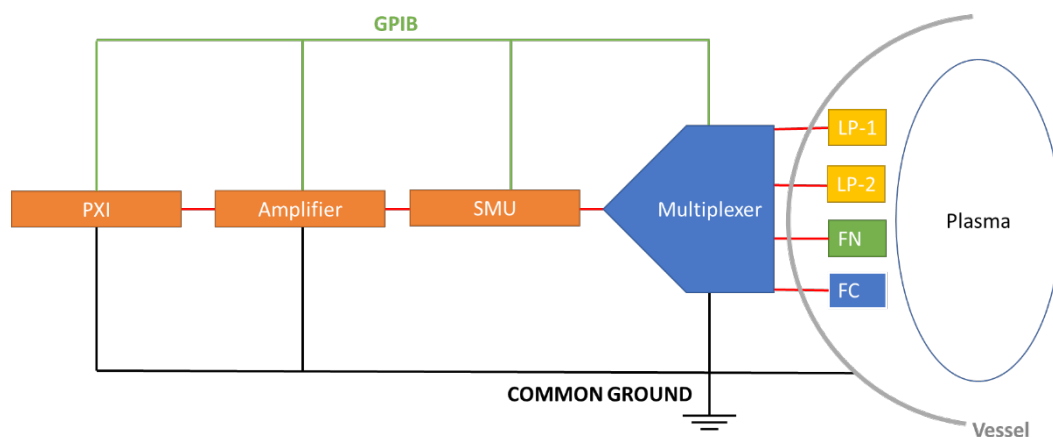 GPIB
LP-1
LP-2
PXI
Amplifier
SMU
Multiplexer
FN
Plasma
FC
COMMON GROUND
Vessel